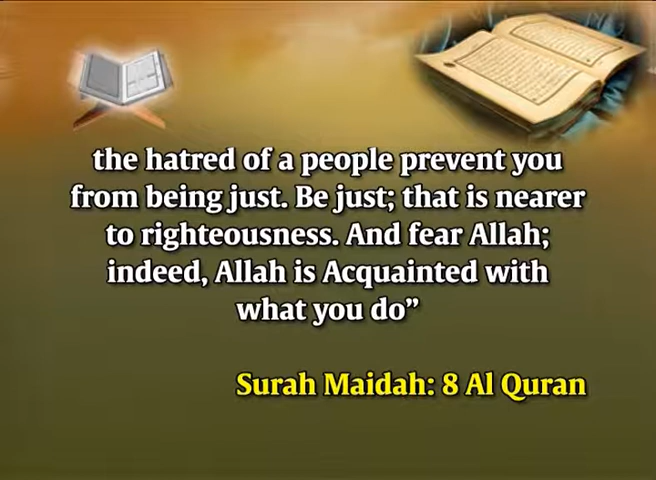 the hatred of a people prevent you
from being just. Be just; that is nearer
to righteousness. And fear Allah;
indeed, Allah is Acquainted with
what you do”
Surah Maidah: 8 Al Quran